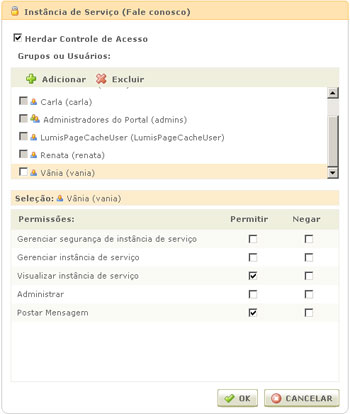 Instância de Serviço (Fale conosco)
Herdar Controle de Acesso
Grupos ou Usuários:
Adicionar Excluir
Carla (carla)
Administradores do Portal (admins)
LumisPageCacheUser (LumisPageCacheUser)
Renata (renata)
Vânia (vania)
Seleção: Vânia (vania)
Permissões: Permitir Negar
Gerenciar segurança de instância de serviço
Gerenciar instância de serviço
Visualizar instância de serviço
Administrar
Postar Mensagem
OK CANCELAR